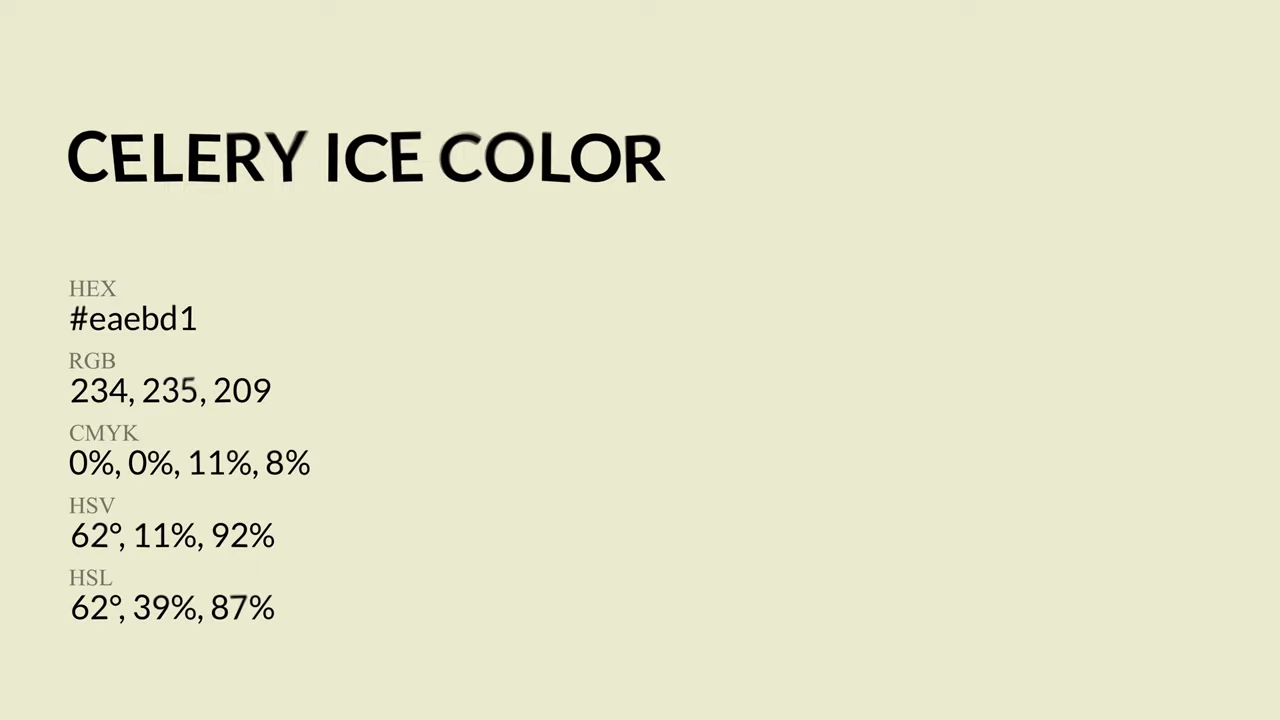 CELERY ICE COLOR
HEX
#eaebd1
RGB
234, 235, 209
CMYK
0%, 0%, 11%, 8%
HSV
62°, 11%, 92%
HSL
62°, 39%, 87%